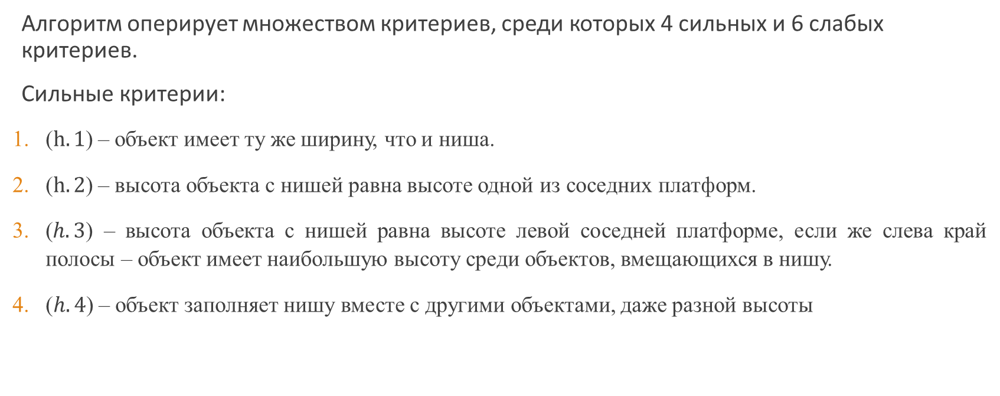 Алгоритм оперирует множеством критериев, среди которых 4 сильных и 6 слабых
критериев.
Сильные критерии:
1. (h. 1) – объект имеет ту же ширину, что и ниша.
2. (h. 2) – высота объекта с нишей равна высоте одной из соседних платформ.
3. (h. 3) – высота объекта с нишей равна высоте левой соседней платформе, если же слева край
полосы – объект имеет наибольшую высоту среди объектов, вмещающихся в нишу.
4. (h. 4) – объект заполняет нишу вместе с другими объектами, даже разной высоты